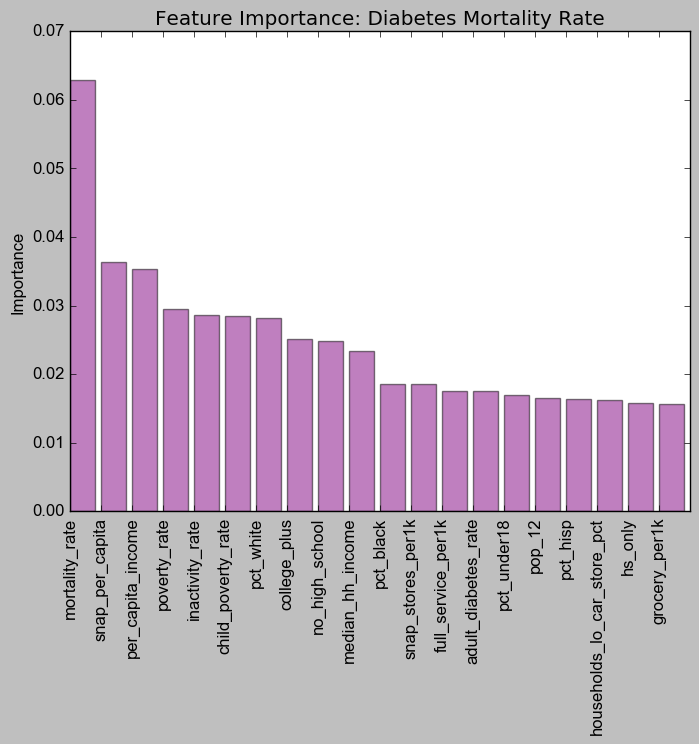 Feature Importance: Diabetes Mortality Rate
0.07
0.06
0.05
0.04
0.03
0.02
0.01
0.00
Importance
mortality_rate
snap_per_capita
per_capita_income
poverty_rate
inactivity_rate
child_poverty_rate
pct_white
college_plus
no_high_school
median_hh_income
pct_black
snap_stores_per1k
full_service_per1k
adult_diabetes_rate
pct_under18
pop_12
pct_hisp
households_lo_car_store_pct
hs_only
grocery_per1k